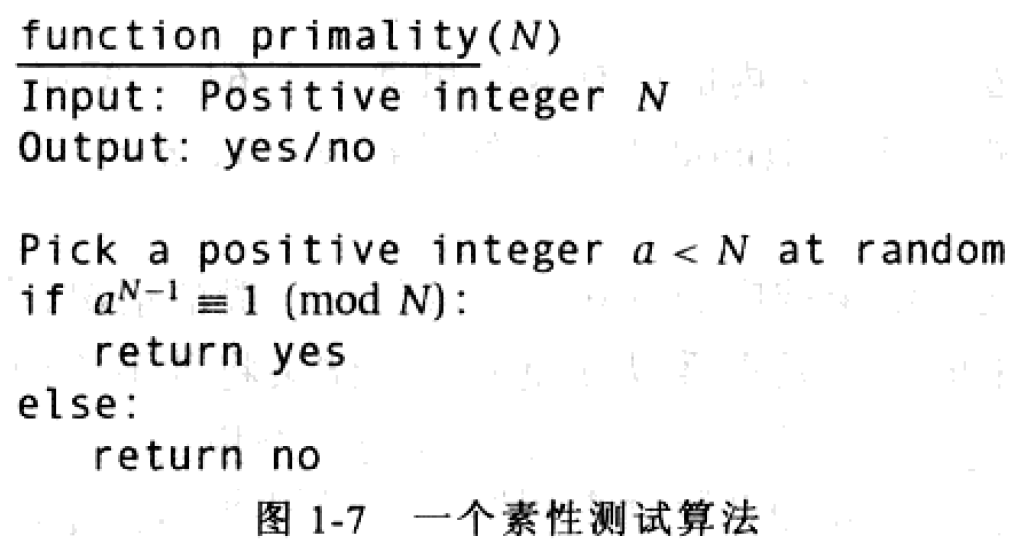 function primality(N)
Input: Positive integer N
Output: yes/no
Pick a positive integer a < N at random
if a^{N-1} ≡ 1 (mod N):
return yes
else:
return no
图 1-7 一个素性测试算法